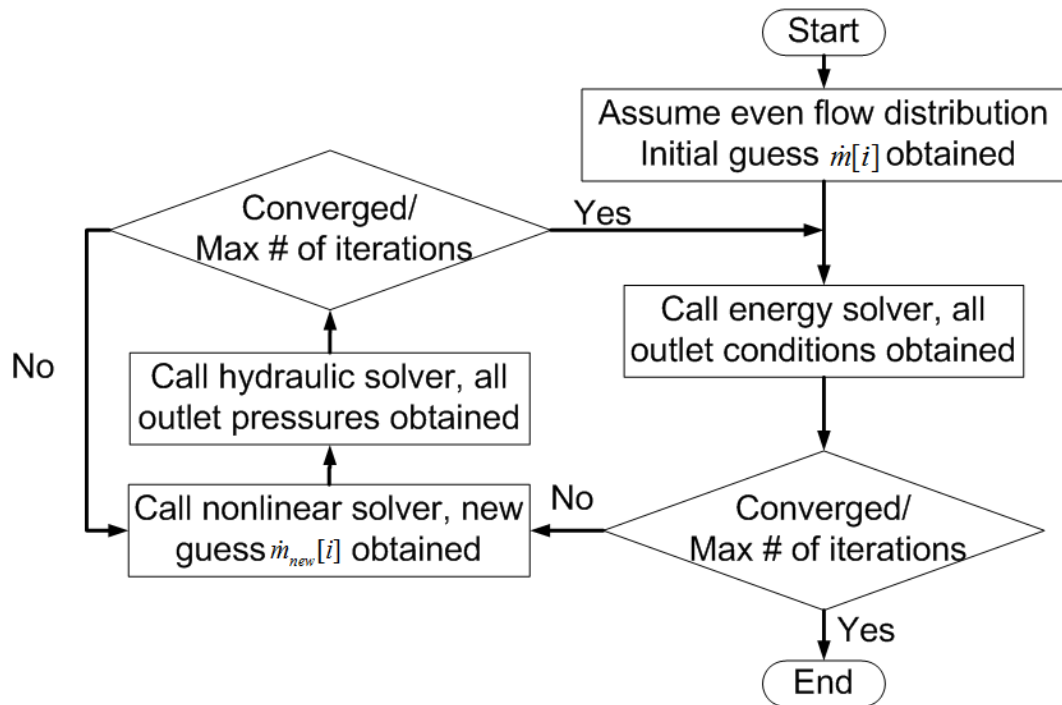 Start
Assume even flow distribution
Initial guess ṁ[i] obtained
Converged/
Max # of iterations
Yes
Call energy solver, all
outlet conditions obtained
No
Call hydraulic solver, all
outlet pressures obtained
Call nonlinear solver, new
guess ṁ_new[i] obtained
No
Converged/
Max # of iterations
Yes
End